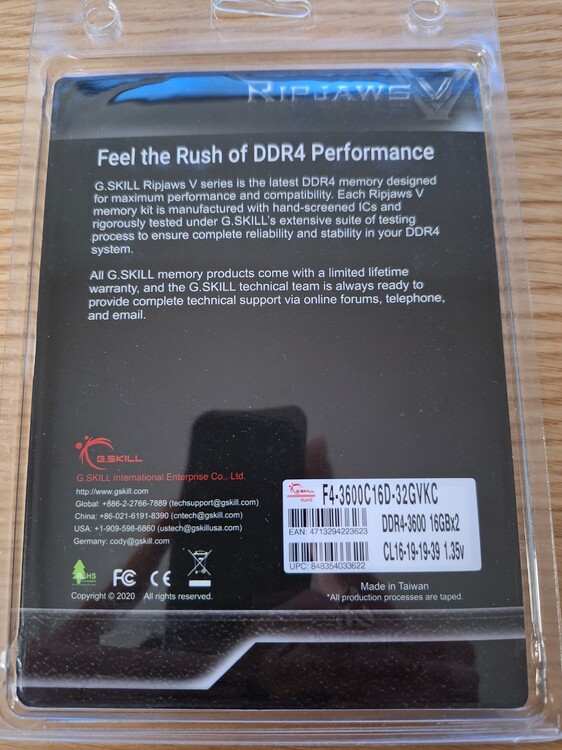 RIPJAWS V
Feel the Rush of DDR4 Performance
G.SKILL Ripjaws V series is the latest DDR4 memory designed
for maximum performance and compatibility. Each Ripjaws V
memory kit is manufactured with hand-screened ICs and
rigorously tested under G.SKILL's extensive suite of testing
process to ensure complete reliability and stability in your DDR4
system.
All G.SKILL memory products come with a limited lifetime
warranty, and the G.SKILL technical team is always ready to
provide complete technical support via online forums, telephone,
and email.
G.SKILL
G.SKILL International Enterprise Co., Ltd.
http://www.gskill.com
Global: +886-2-2766-7889 (techsupport@gskill.com)
China: +86-021-6191-8390 (cntech@gskill.com)
USA: +1-909-598-6860 (ustech@gskillusa.com)
Germany: cody@gskill.com
RoHS
FC CE
Copyright © 2020 All rights reserved.
G.SKILL
RoHS
F4-3600C16D-32GVKC
EAN: 4713294223623
DDR4-3600 16GBx2
CL16-19-19-39 1.35v
UPC: 848354033622
Made in Taiwan
*All production processes are taped.